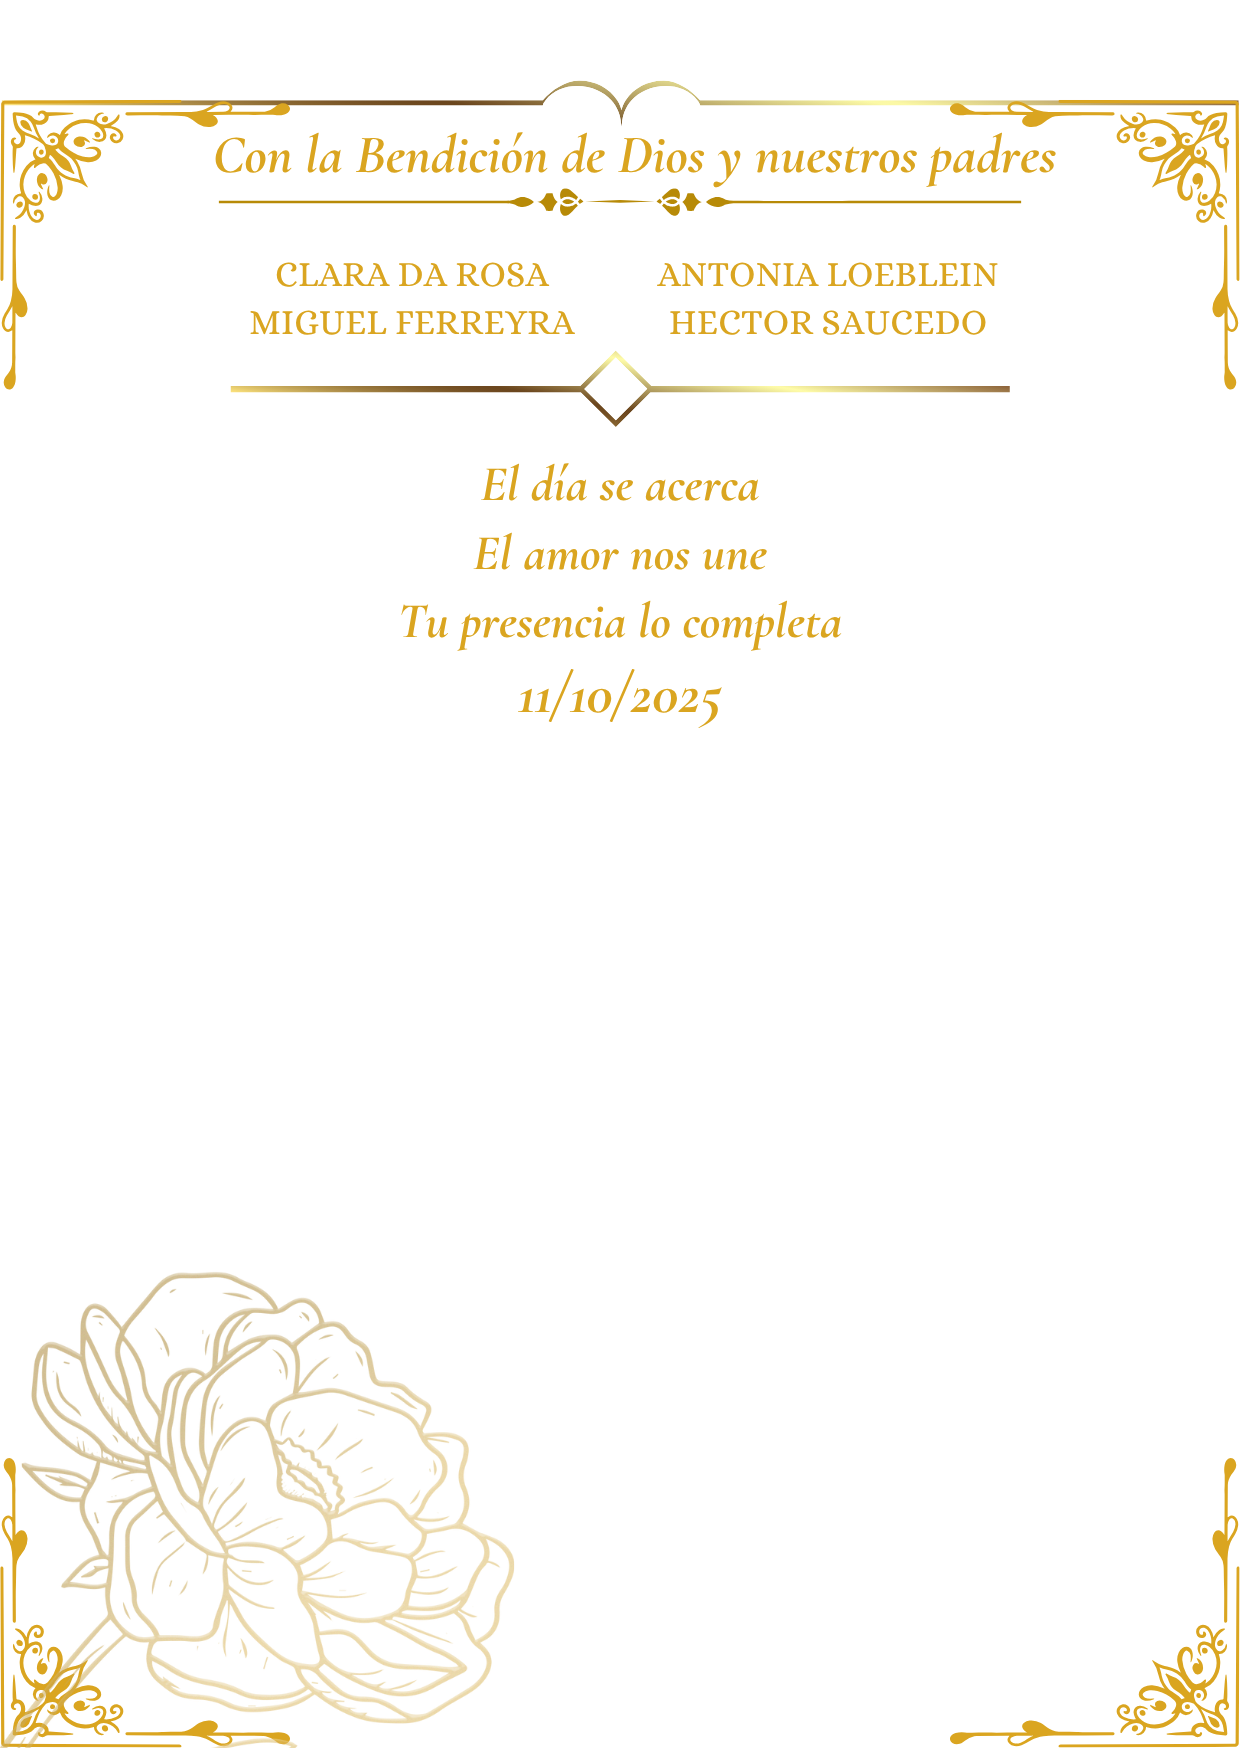 Con la Bendición de Dios y nuestros padres
CLARA DA ROSA
MIGUEL FERREYRA
ANTONIA LOEBLEIN
HECTOR SAUCEDO
El día se acerca
El amor nos une
Tu presencia lo completa
11/10/2025